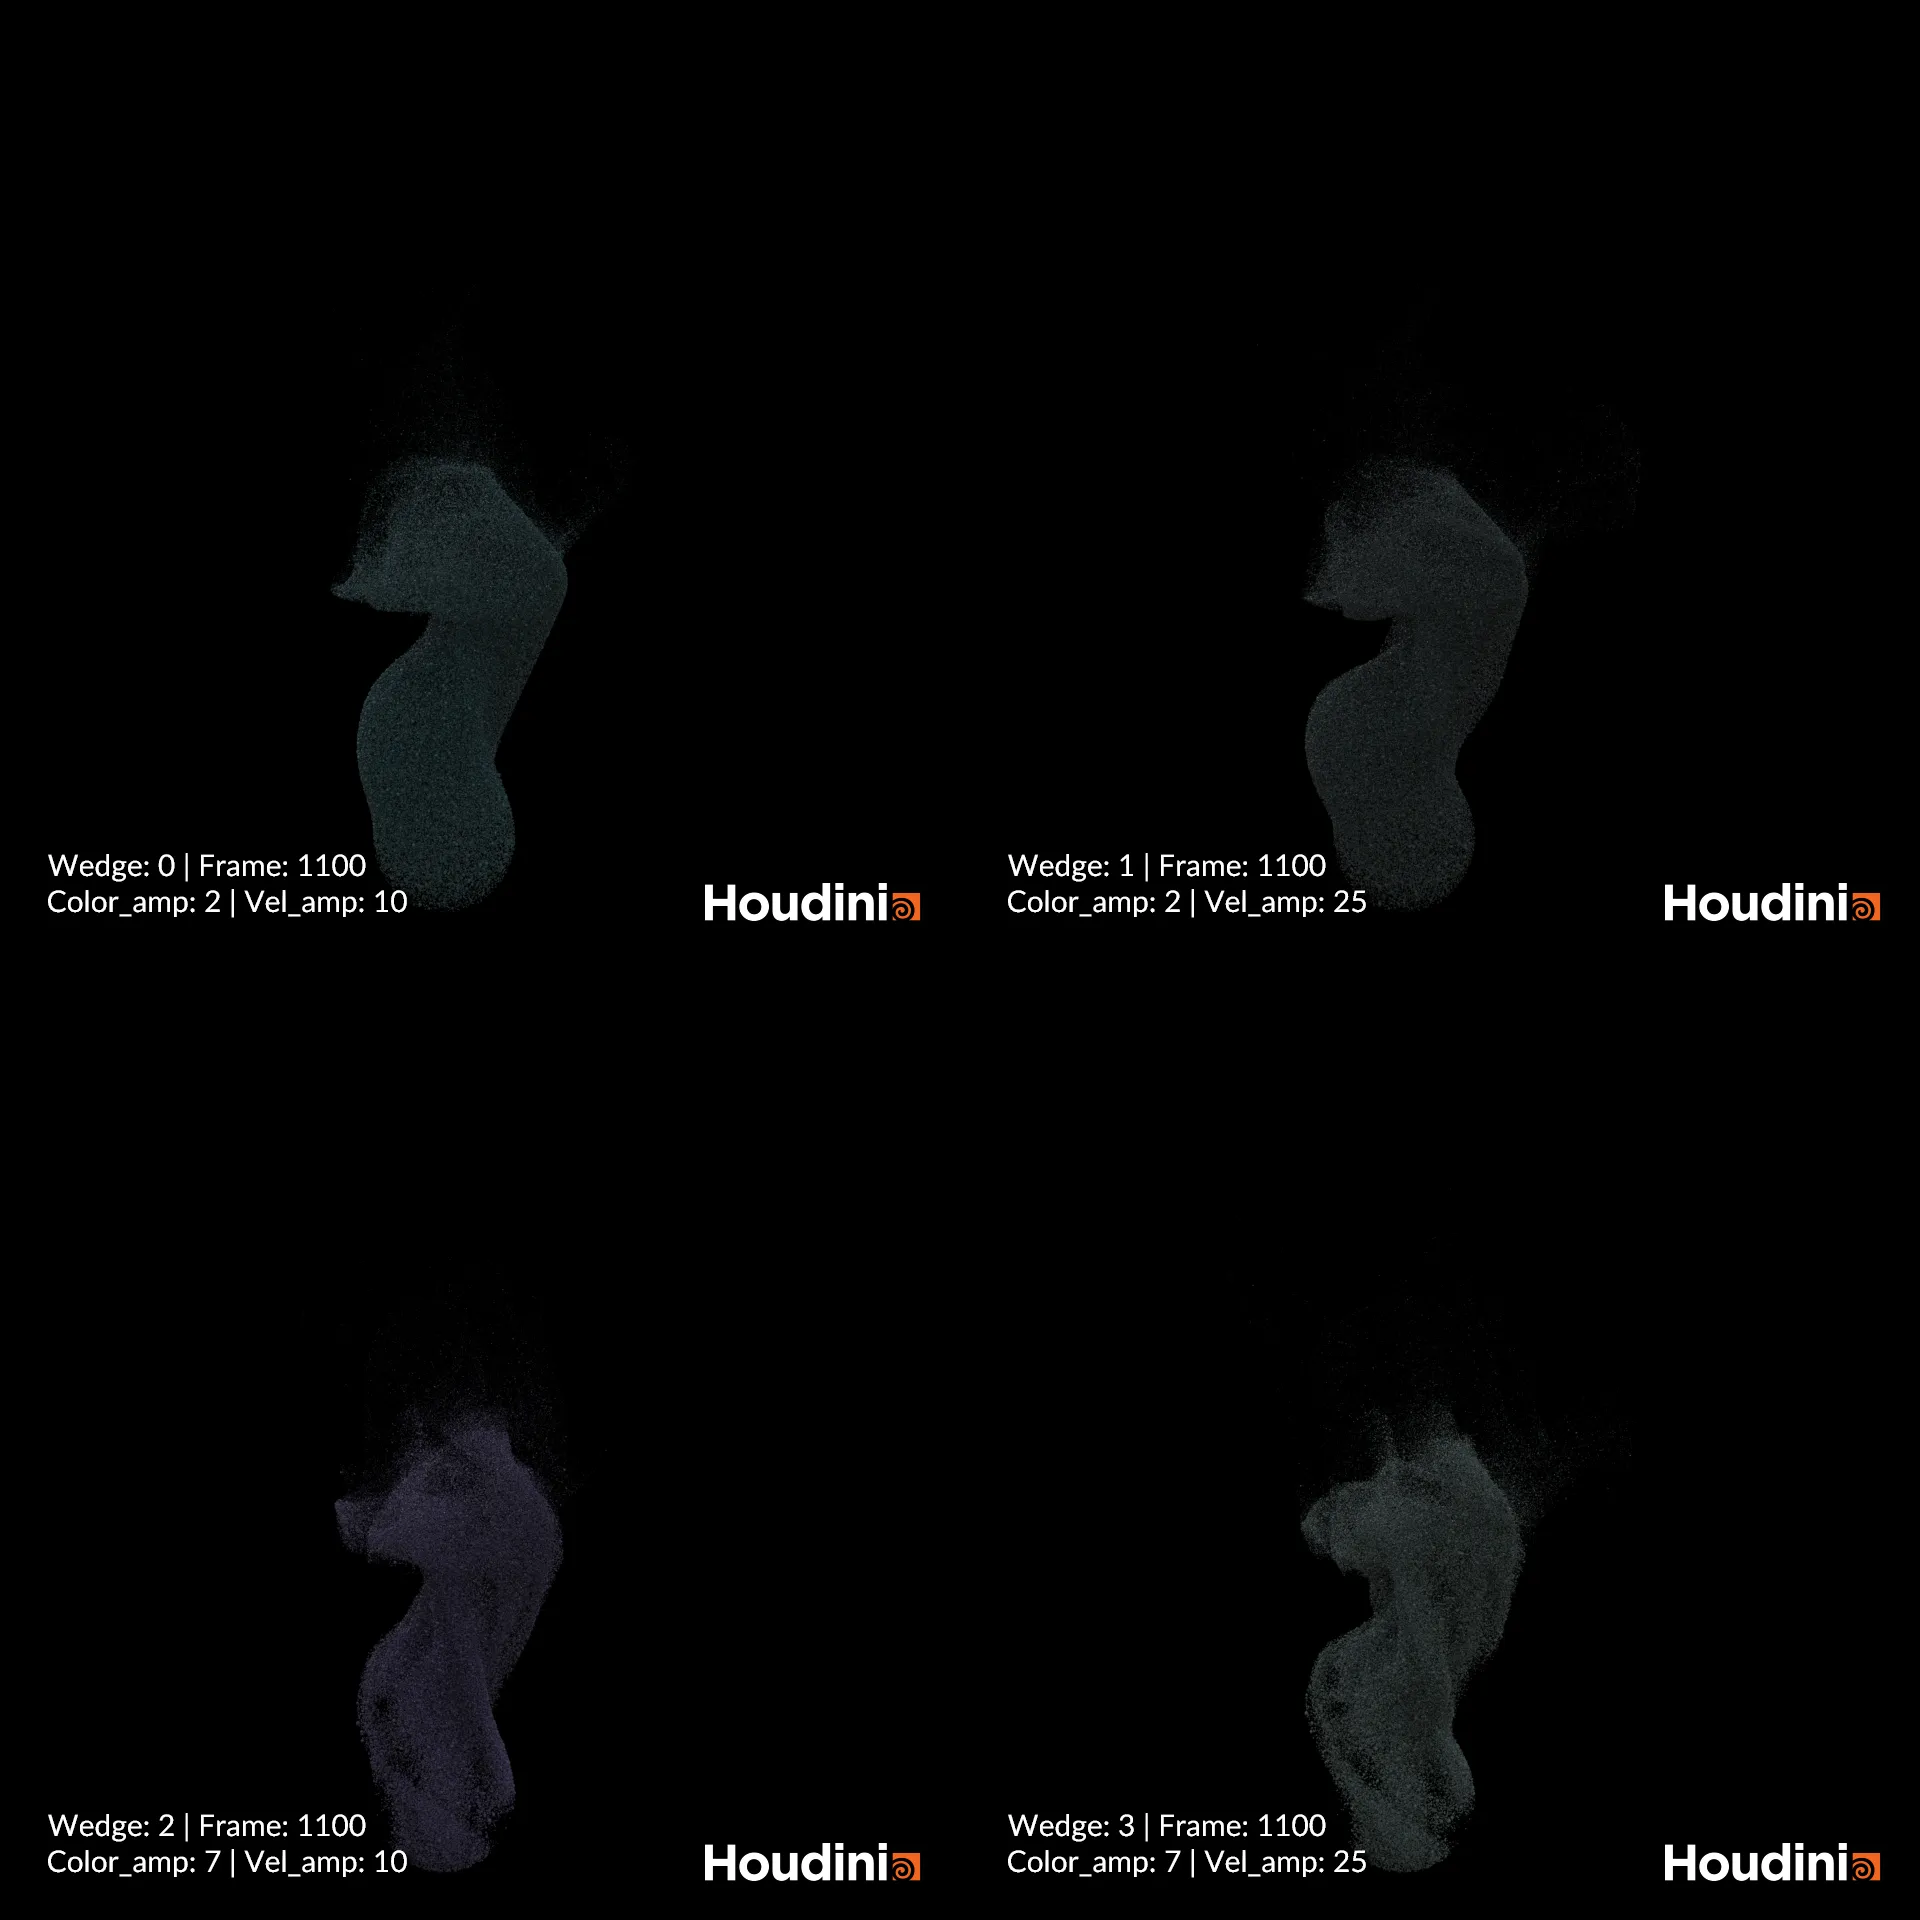 Wedge: 0 | Frame: 1100
Color_amp: 2 | Vel_amp: 10
Houdini
Wedge: 1 | Frame: 1100
Color_amp: 2 | Vel_amp: 25
Houdini
Wedge: 2 | Frame: 1100
Color_amp: 7 | Vel_amp: 10
Houdini
Wedge: 3 | Frame: 1100
Color_amp: 7 | Vel_amp: 25
Houdini